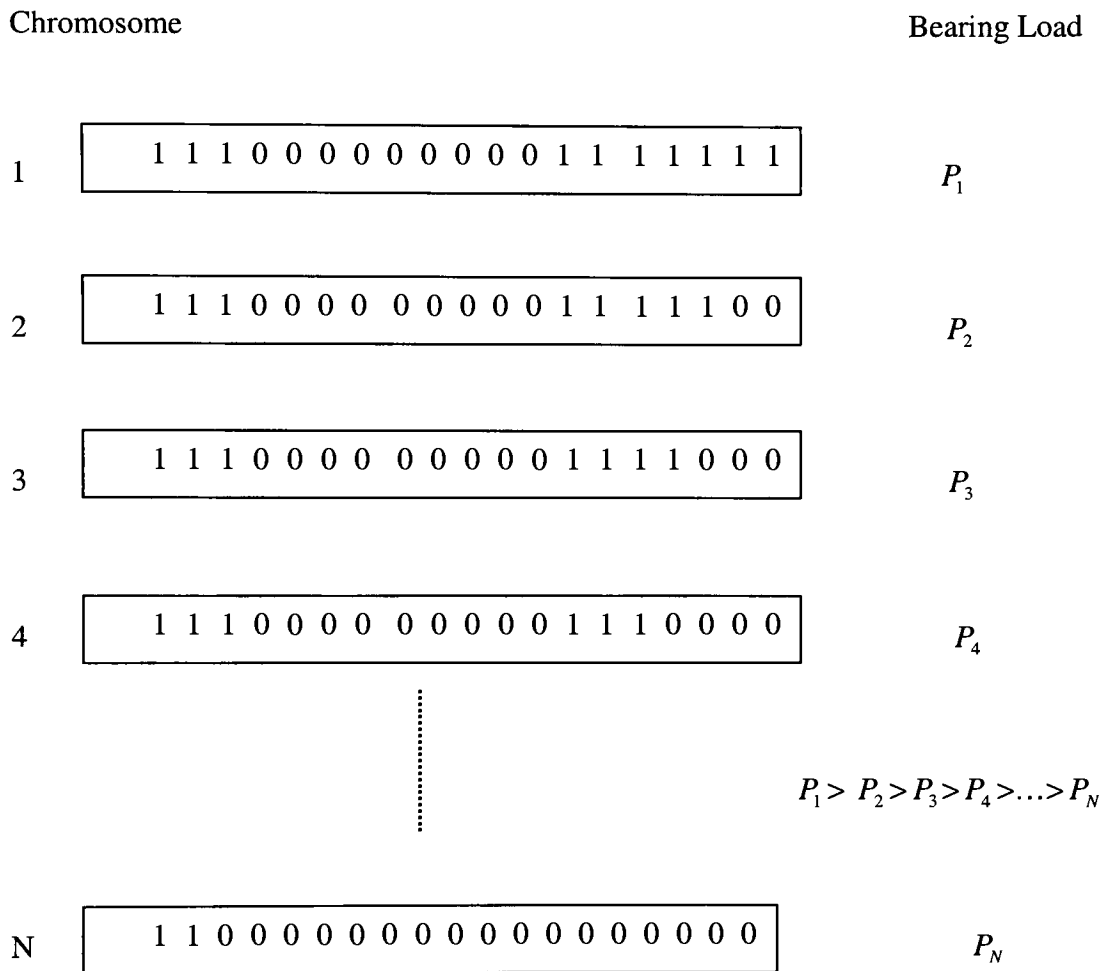 Chromosome Bearing Load
1 1 1 1 0 0 0 0 0 0 0 0 0 1 1 1 1 1 1 1 P₁
2 1 1 1 0 0 0 0 0 0 0 0 0 1 1 1 1 1 0 0 P₂
3 1 1 1 0 0 0 0 0 0 0 0 0 1 1 1 1 0 0 0 P₃
4 1 1 1 0 0 0 0 0 0 0 0 0 1 1 1 0 0 0 0 P₄
P₁ > P₂ > P₃ > P₄ >...> P_N
N 1 1 0 0 0 0 0 0 0 0 0 0 0 0 0 0 0 0 0 P_N